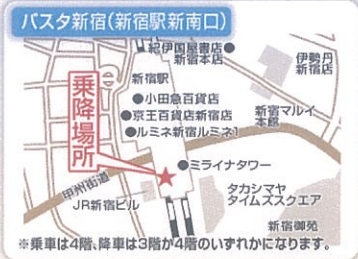 バスタ新宿(新宿駅新南口)
紀伊国屋書店
新宿本店
伊勢丹
新宿店
新宿駅
小田急百貨店
京王百貨店新宿店
ルミネ新宿ルミネ1
新宿マルイ
本館
乗降場所
ミライナタワー
甲州街道
JR新宿ビル
タカシマヤ
タイムズスクエア
新宿御苑
※乗車は4階、降車は3階か4階のいずれかになります。